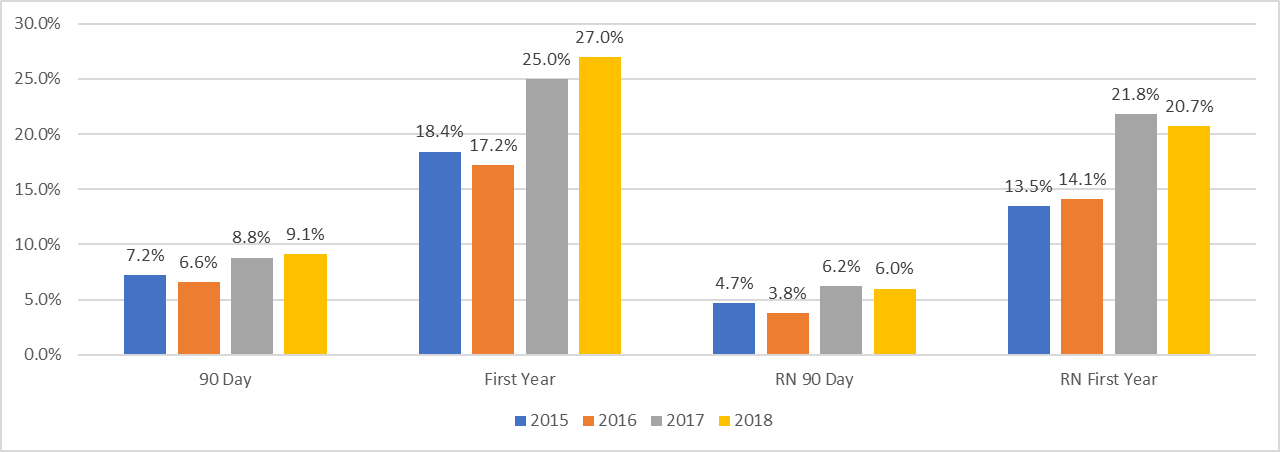 30.0%
25.0%
20.0%
15.0%
10.0%
5.0%
0.0%
7.2% 6.6% 8.8% 9.1%
18.4% 17.2% 25.0% 27.0%
4.7% 3.8% 6.2% 6.0%
13.5% 14.1% 21.8% 20.7%
90 Day First Year RN 90 Day RN First Year
2015 2016 2017 2018